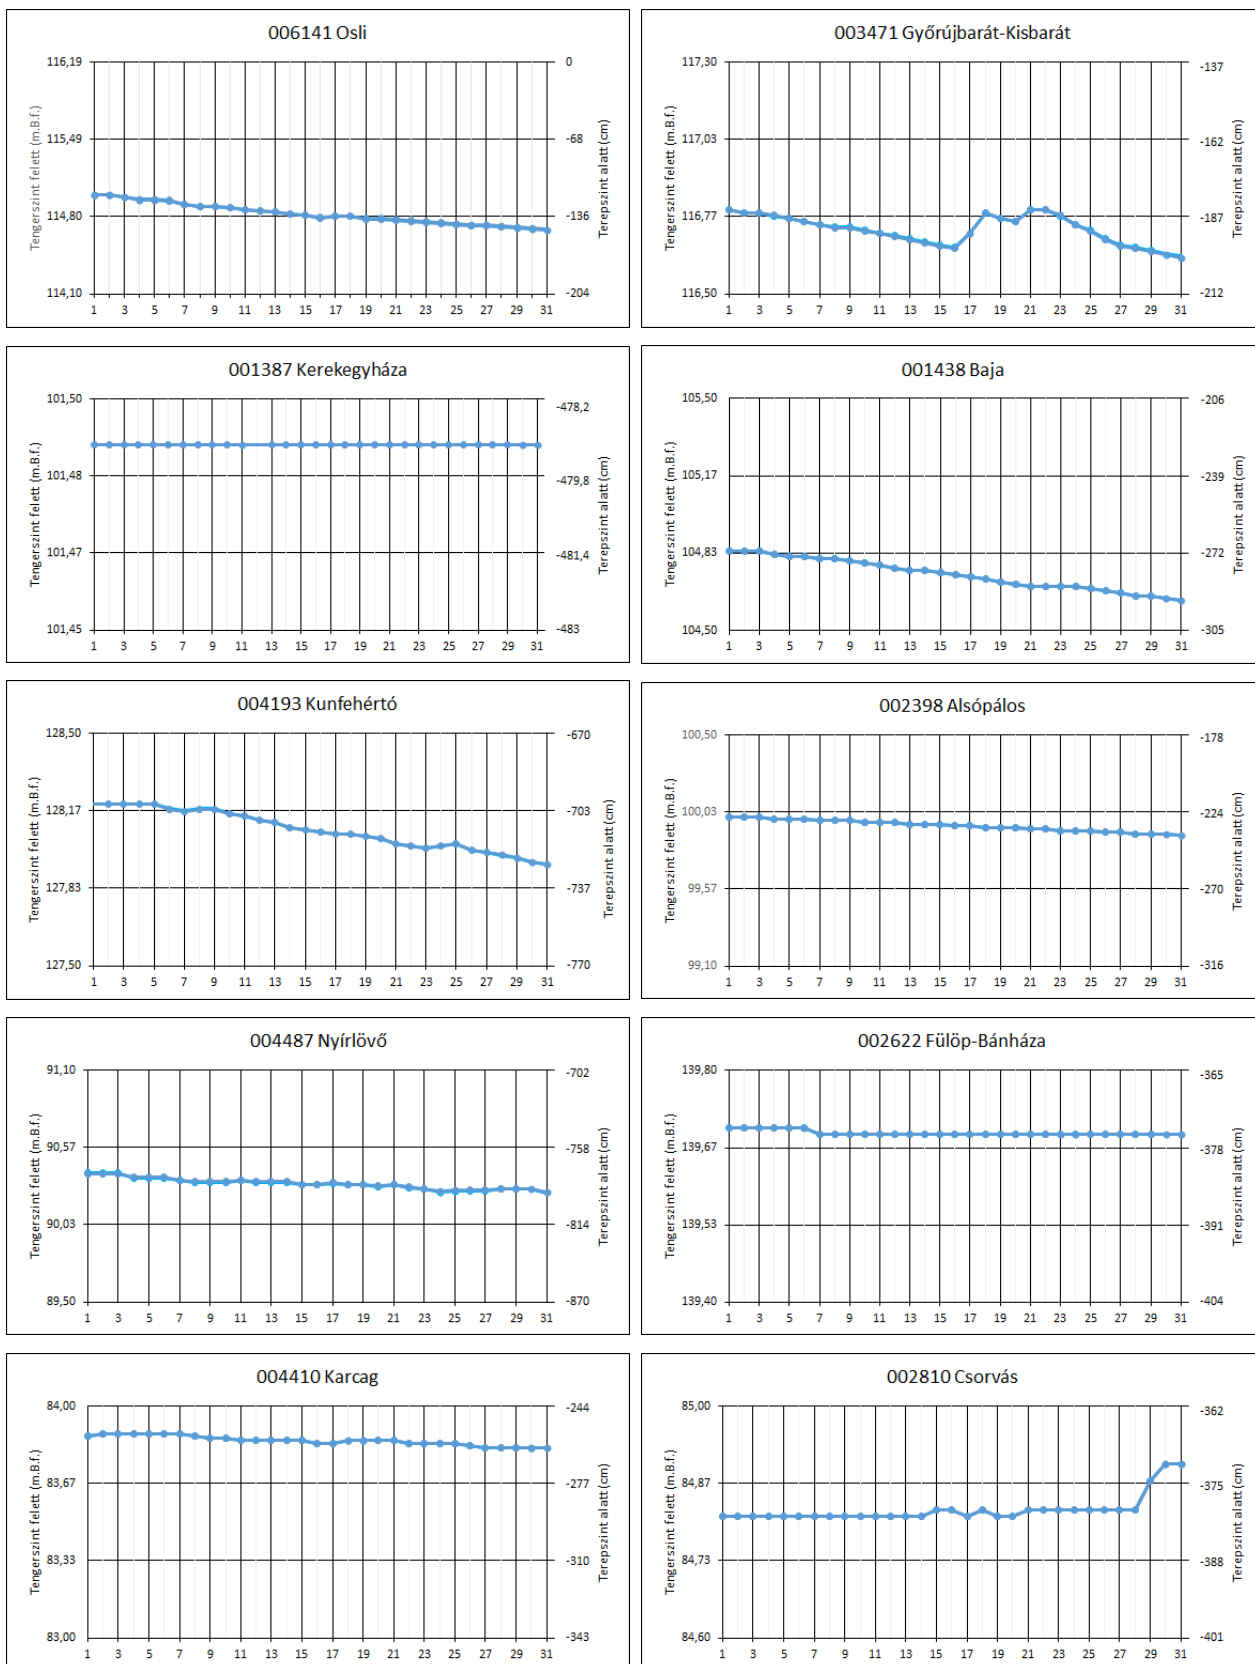 006141 Osli
116,19
115,49
114,80
114,10
0
-68
-136
-204
Tengerszint felett (m.B.f.)
Terepszint alatt (cm)
1 3 5 7 9 11 13 15 17 19 21 23 25 27 29 31
003471 Győrújbarát-Kisbarát
117,30
117,03
116,77
116,50
-137
-162
-187
-212
Tengerszint felett (m.B.f.)
Terepszint alatt (cm)
1 3 5 7 9 11 13 15 17 19 21 23 25 27 29 31
001387 Kerekegyháza
101,50
101,48
101,47
101,45
-478,2
-479,8
-481,4
-483
Tengerszint felett (m.B.f.)
Terepszint alatt (cm)
1 3 5 7 9 11 13 15 17 19 21 23 25 27 29 31
001438 Baja
105,50
105,17
104,83
104,50
-206
-239
-272
-305
Tengerszint felett (m.B.f.)
Terepszint alatt (cm)
1 3 5 7 9 11 13 15 17 19 21 23 25 27 29 31
004193 Kunfehértó
128,50
128,17
127,83
127,50
-670
-703
-737
-770
Tengerszint felett (m.B.f.)
Terepszint alatt (cm)
1 3 5 7 9 11 13 15 17 19 21 23 25 27 29 31
002398 Alsópálos
100,50
100,03
99,57
99,10
-178
-224
-270
-316
Tengerszint felett (m.B.f.)
Terepszint alatt (cm)
1 3 5 7 9 11 13 15 17 19 21 23 25 27 29 31
004487 Nyírlövő
91,10
90,57
90,03
89,50
-702
-758
-814
-870
Tengerszint felett (m.B.f.)
Terepszint alatt (cm)
1 3 5 7 9 11 13 15 17 19 21 23 25 27 29 31
002622 Fülöp-Bánháza
139,80
139,67
139,53
139,40
-365
-378
-391
-404
Tengerszint felett (m.B.f.)
Terepszint alatt (cm)
1 3 5 7 9 11 13 15 17 19 21 23 25 27 29 31
004410 Karcag
84,00
83,67
83,33
83,00
-244
-277
-310
-343
Tengerszint felett (m.B.f.)
Terepszint alatt (cm)
1 3 5 7 9 11 13 15 17 19 21 23 25 27 29 31
002810 Csorvás
85,00
84,87
84,73
84,60
-362
-375
-388
-401
Tengerszint felett (m.B.f.)
Terepszint alatt (cm)
1 3 5 7 9 11 13 15 17 19 21 23 25 27 29 31